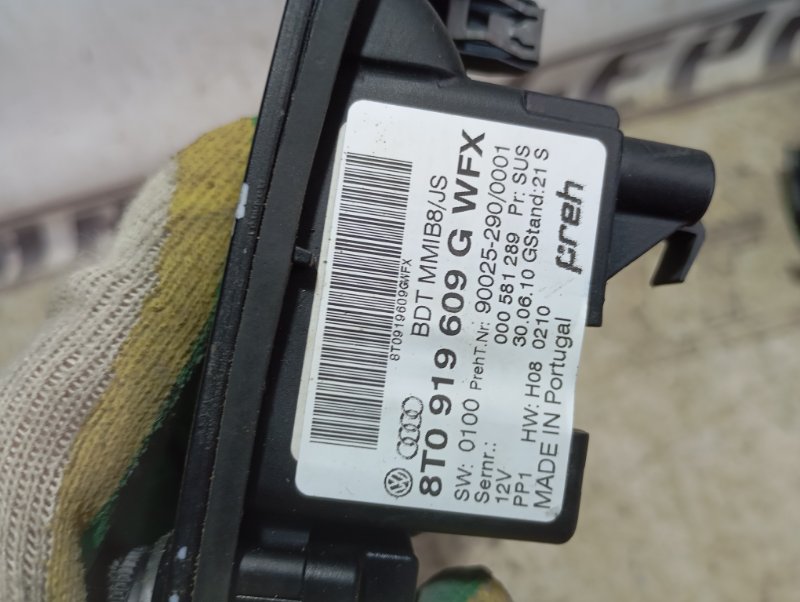 8T0919609GWFX
BDT MMIB8/JS
8T0 919 609 G WFX
SW: 0100 PrehT.Nr: 90025-290/0001
Sernr.: 000 581 289 Pr: SUS
12V 30.06.10 GStand:21 S
PP1 HW: H08 0210
MADE IN Portugal preh